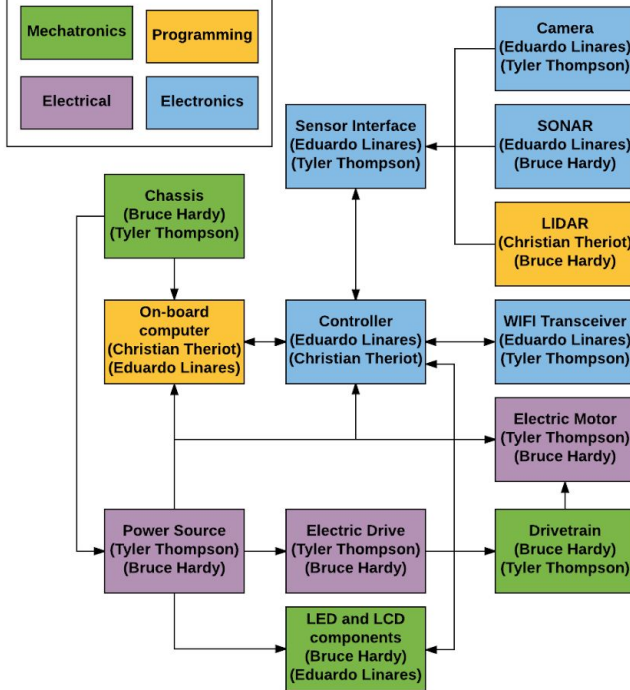 Mechatronics
Programming
Electrical
Electronics
Camera
(Eduardo Linares)
(Tyler Thompson)
Sensor Interface
(Eduardo Linares)
(Tyler Thompson)
SONAR
(Eduardo Linares)
(Bruce Hardy)
Chassis
(Bruce Hardy)
(Tyler Thompson)
LIDAR
(Christian Theriot)
(Bruce Hardy)
On-board
computer
(Christian Theriot)
(Eduardo Linares)
Controller
(Eduardo Linares)
(Christian Theriot)
WIFI Transceiver
(Eduardo Linares)
(Tyler Thompson)
Electric Motor
(Tyler Thompson)
(Bruce Hardy)
Power Source
(Tyler Thompson)
(Bruce Hardy)
Electric Drive
(Tyler Thompson)
(Bruce Hardy)
Drivetrain
(Bruce Hardy)
(Tyler Thompson)
LED and LCD
components
(Bruce Hardy)
(Eduardo Linares)